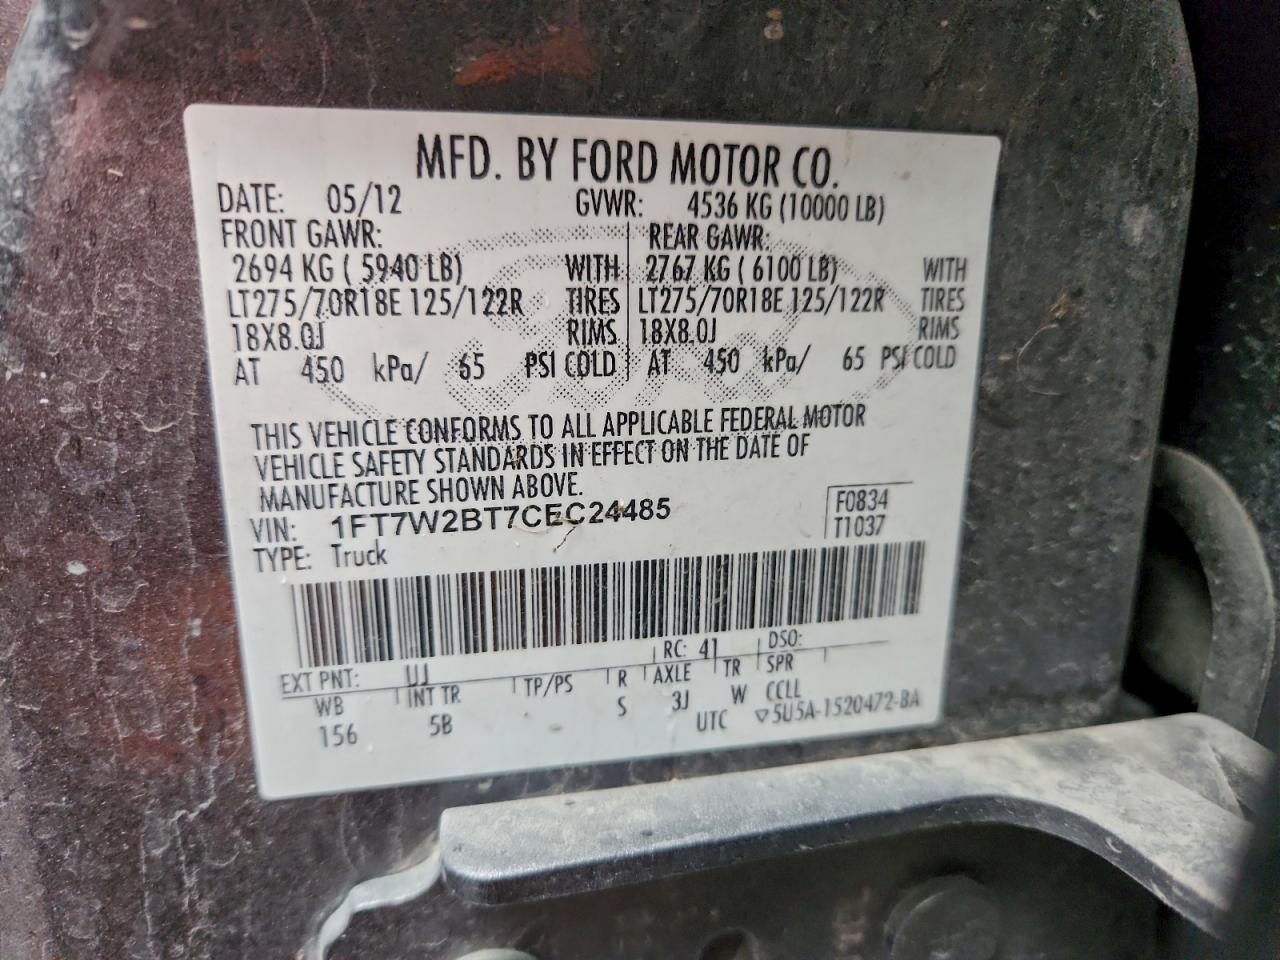 MFD. BY FORD MOTOR CO.
DATE: 05/12 GVWR: 4536 KG (10000 LB)
FRONT GAWR: REAR GAWR:
2694 KG ( 5940 LB) WITH 2767 KG ( 6100 LB) WITH
LT275/70R18E 125/122R TIRES LT275/70R18E 125/122R TIRES
18X8.0J RIMS 18X8.0J RIMS
AT 450 kPa/ 65 PSI COLD AT 450 kPa/ 65 PSI COLD
THIS VEHICLE CONFORMS TO ALL APPLICABLE FEDERAL MOTOR
VEHICLE SAFETY STANDARDS IN EFFECT ON THE DATE OF
MANUFACTURE SHOWN ABOVE.
VIN: 1FT7W2BT7CEC24485 F0834
TYPE: Truck T1037
EXT PNT: UJ RC: 41 DSO:
WB INT TR TP/PS R AXLE TR SPR
156 5B S 3J W CCLL
UTC ▽5U5A-1520472-BA